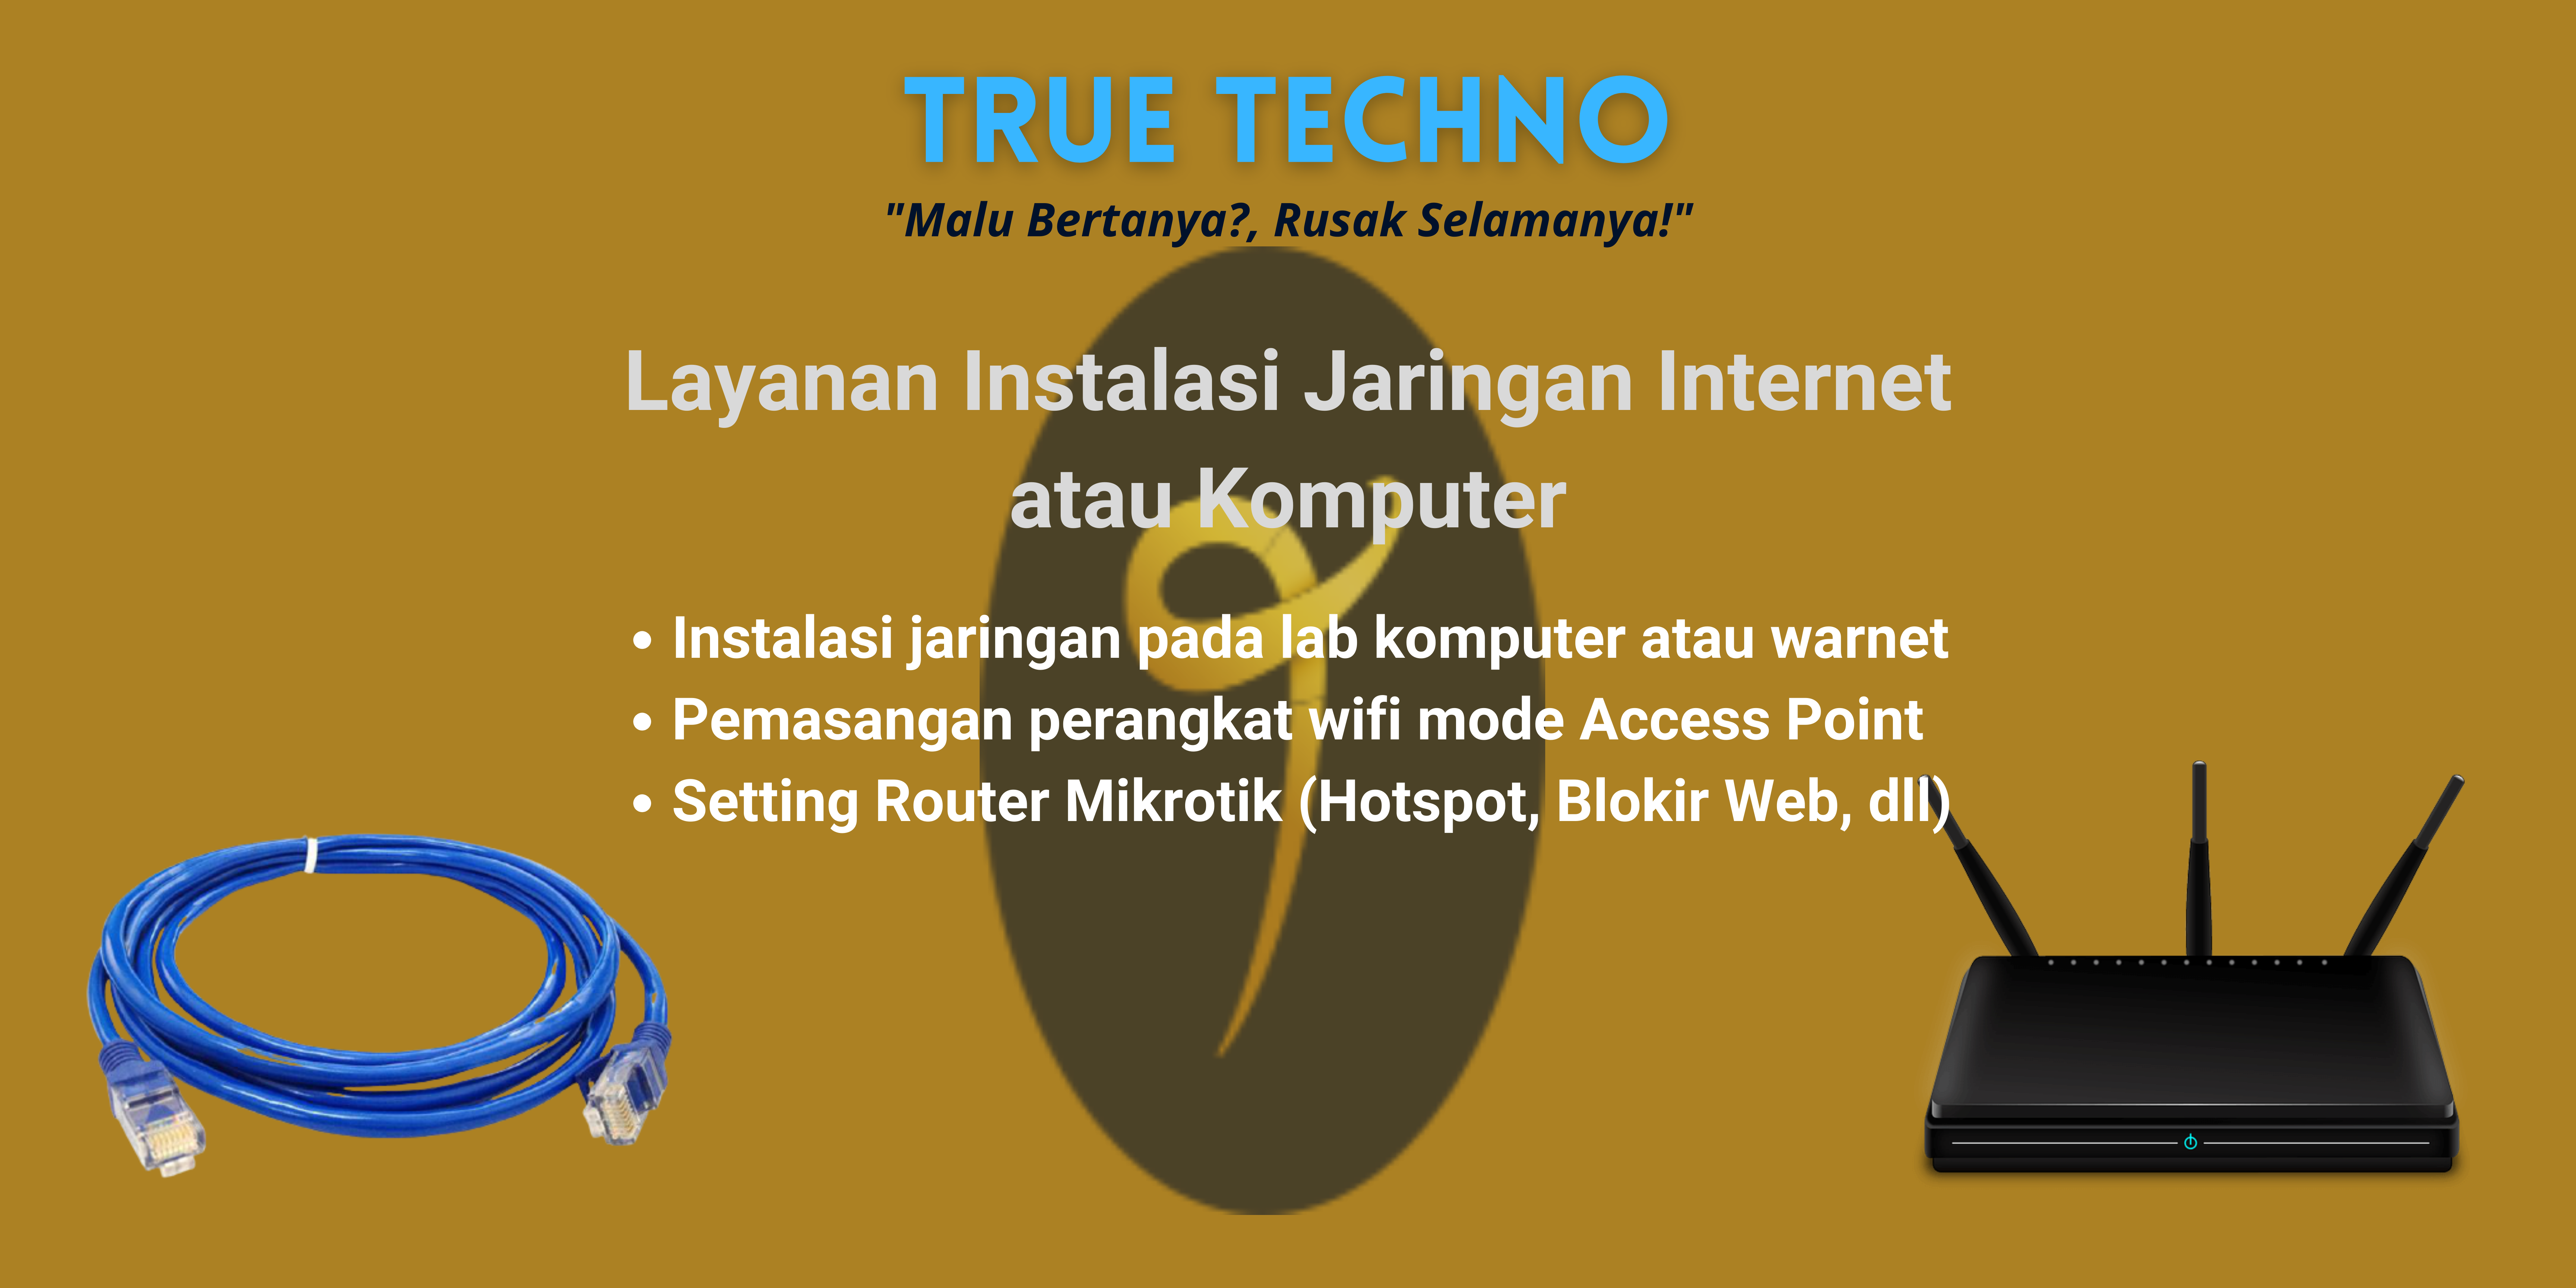 TRUE TECHNO
"Malu Bertanya?, Rusak Selamanya!"
Layanan Instalasi Jaringan Internet
atau Komputer
• Instalasi jaringan pada lab komputer atau warnet
• Pemasangan perangkat wifi mode Access Point
• Setting Router Mikrotik (Hotspot, Blokir Web, dll)